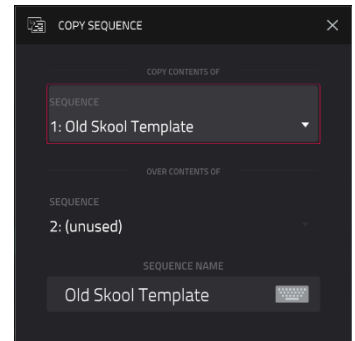 COPY SEQUENCE
COPY CONTENTS OF
SEQUENCE
1: Old Skool Template
OVER CONTENTS OF
SEQUENCE
2: (unused)
SEQUENCE NAME
Old Skool Template